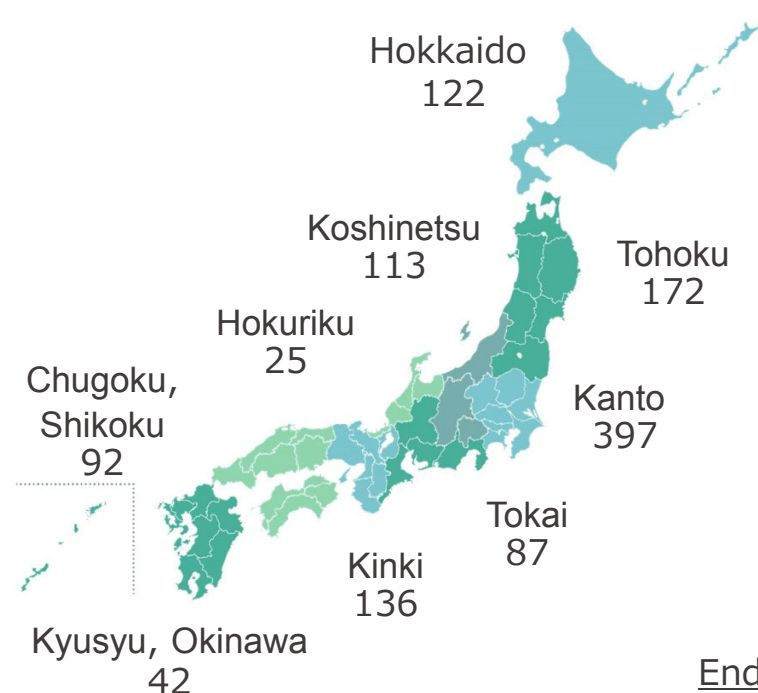 Hokkaido
122
Koshinetsu
113
Tohoku
172
Hokuriku
25
Chugoku,
Shikoku
92
Kanto
397
Tokai
87
Kinki
136
Kyusyu, Okinawa
42
End